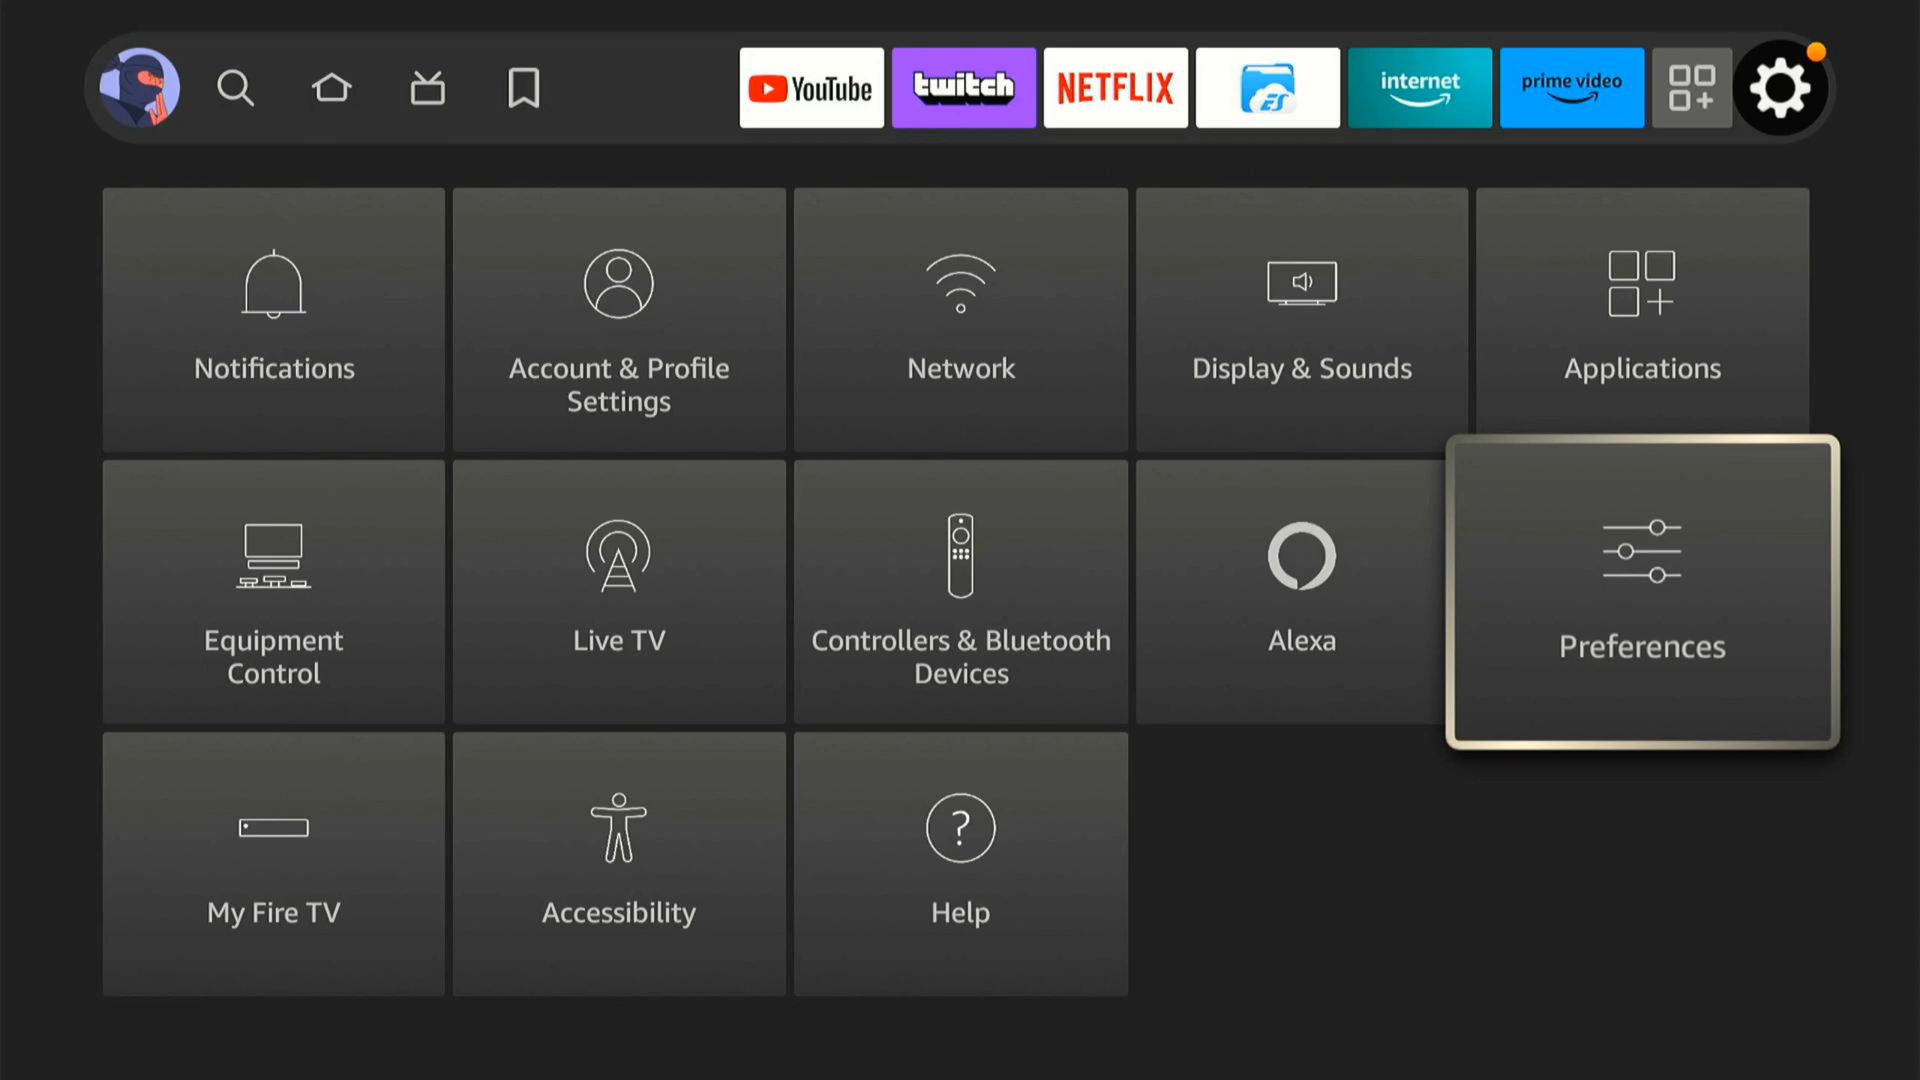 YouTube
twitch
NETFLIX
ES
internet
prime video
Notifications
Account & Profile
Settings
Network
Display & Sounds
Applications
Equipment
Control
Live TV
Controllers & Bluetooth
Devices
Alexa
Preferences
My Fire TV
Accessibility
?
Help